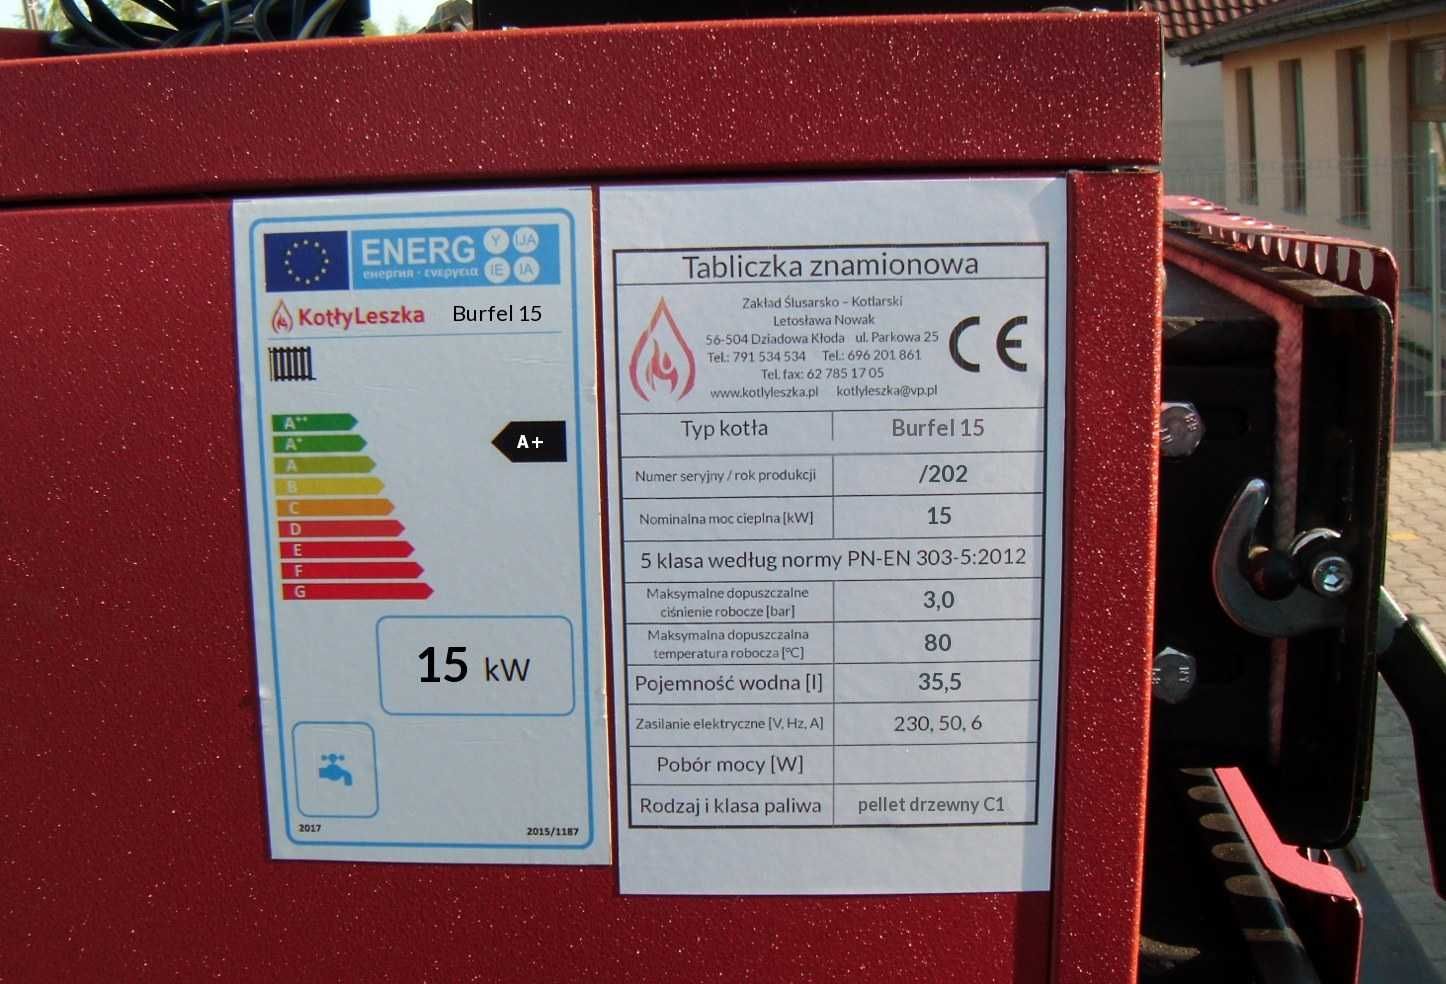 ENERG
Y IJA
IE IA
енергия · ενεργεια
KotłyLeszka Burfel 15
A++
A+
A
B
C
D
E
F
G
A+
15 kW
2017
2015/1187
Tabliczka znamionowa
Zakład Ślusarsko – Kotlarski
Letosława Nowak
56-504 Dziadowa Kłoda ul. Parkowa 25
Tel.: 791 534 534 Tel.: 696 201 861
Tel. fax: 62 785 17 05
www.kotlyleszka.pl kotlyleszka@vp.pl
CE
Typ kotła Burfel 15
Numer seryjny / rok produkcji /202
Nominalna moc cieplna [kW] 15
5 klasa według normy PN-EN 303-5:2012
Maksymalne dopuszczalne
ciśnienie robocze [bar] 3,0
Maksymalna dopuszczalna
temperatura robocza [°C] 80
Pojemność wodna [l] 35,5
Zasilanie elektryczne [V, Hz, A] 230, 50, 6
Pobór mocy [W]
Rodzaj i klasa paliwa pellet drzewny C1